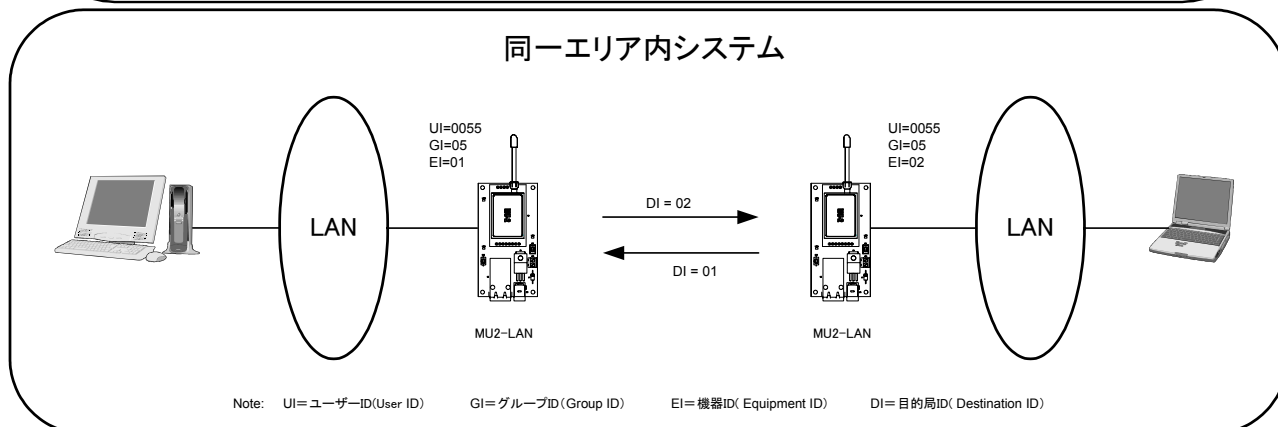 同一エリア内システム
UI=0055
GI=05
EI=01
UI=0055
GI=05
EI=02
LAN
DI = 02
DI = 01
LAN
MU2-LAN
MU2-LAN
Note: UI=ユーザーID(User ID) GI=グループID(Group ID) EI=機器ID( Equipment ID) DI=目的局ID( Destination ID)